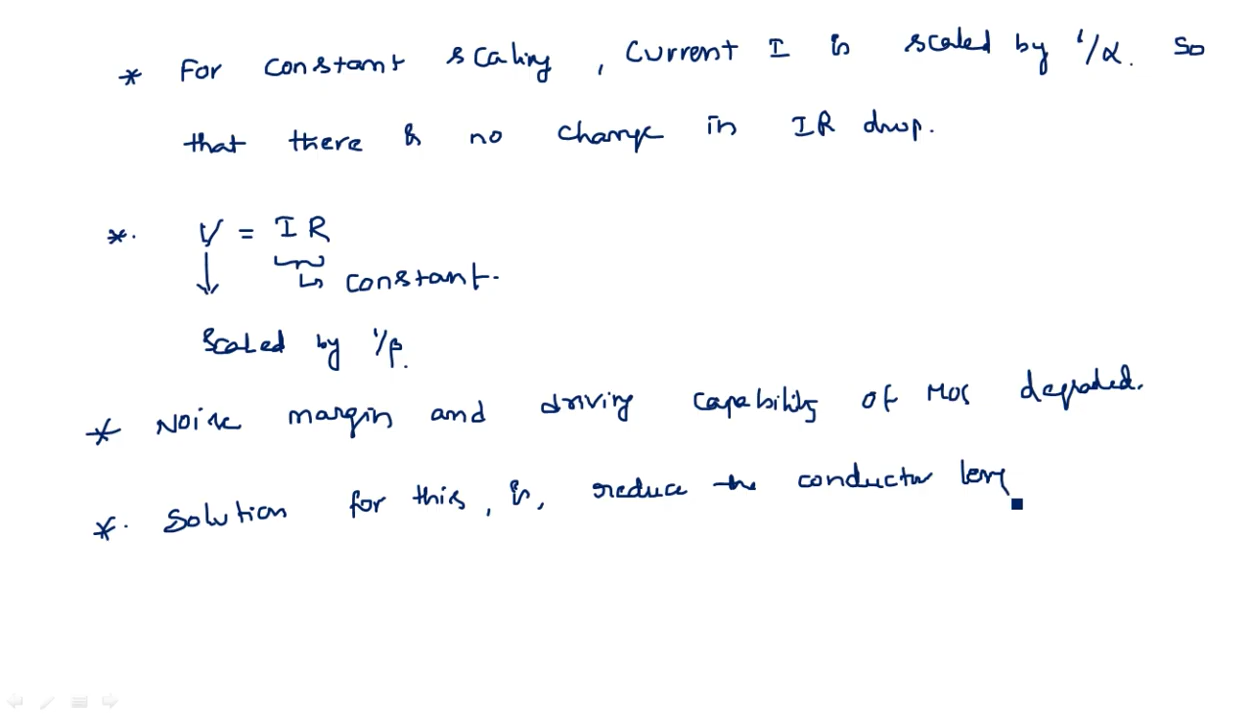 * For constant scaling, current I is scaled by 1/α. So
that there is no change in IR drop.
*. V = IR
↓ ↳ constant.
Scaled by 1/β.
* Noise margin and driving capability of MOS degraded.
*. Solution for this, is, reduce the conductor leng